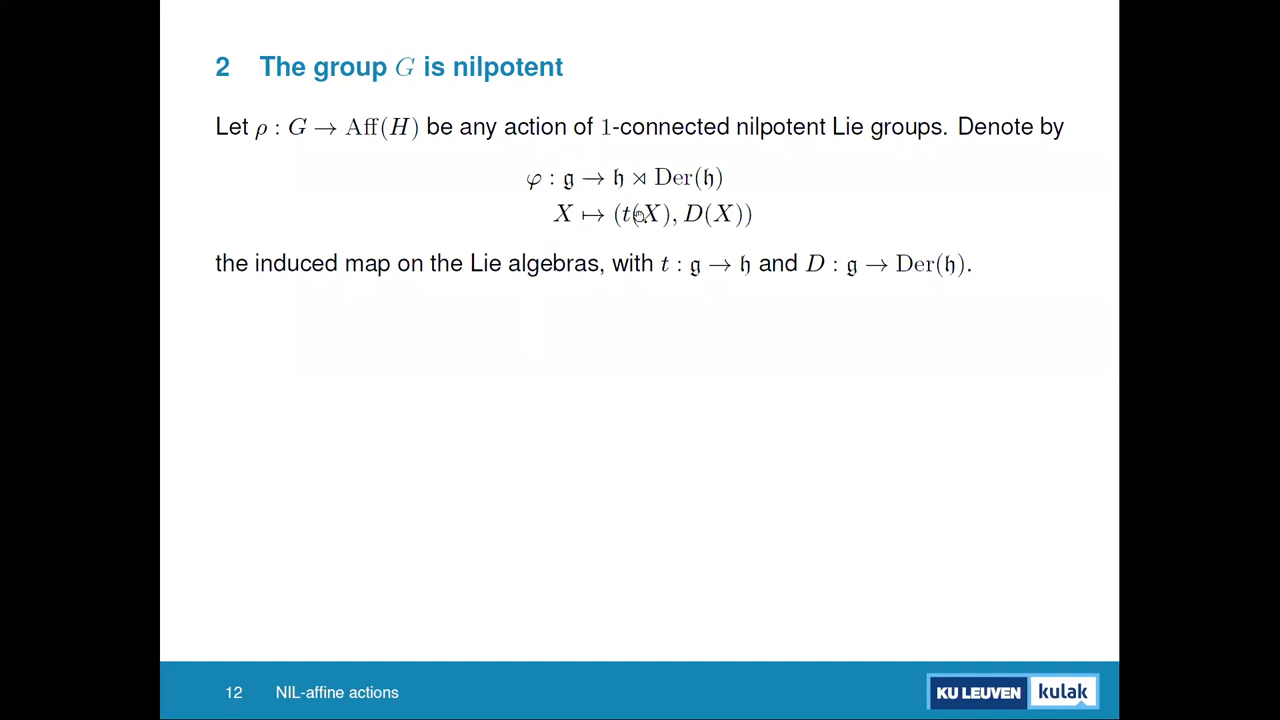 2 The group G is nilpotent
Let ρ : G → Aff(H) be any action of 1-connected nilpotent Lie groups. Denote by
φ : 𝔤 → 𝔥 ⋊ Der(𝔥)
X ↦ (t(X), D(X))
the induced map on the Lie algebras, with t : 𝔤 → 𝔥 and D : 𝔤 → Der(𝔥).
12 NIL-affine actions
KU LEUVEN kulak